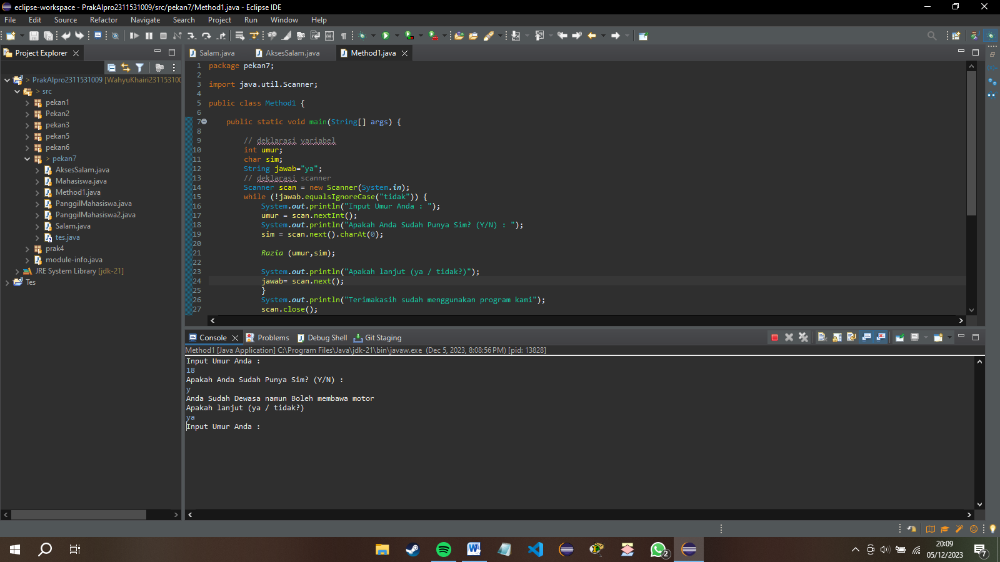 eclipse-workspace - PrakAlpro2311531009/src/pekan7/Method1.java - Eclipse IDE
File Edit Source Refactor Navigate Search Project Run Window Help
Project Explorer
> PrakAlpro2311531009 [WahyuKhairi231153100
> src
pekan1
Pekan2
pekan3
pekan5
pekan6
> pekan7
AksesSalam.java
Mahasiswa.java
Method1.java
PanggilMahasiswa.java
PanggilMahasiswa2.java
Salam.java
tes.java
prak4
module-info.java
JRE System Library [jdk-21]
Tes
Salam.java AksesSalam.java Method1.java
1 package pekan7;
2
3 import java.util.Scanner;
4
5 public class Method1 {
6
7 public static void main(String[] args) {
8
9 // deklarasi variabel
10 int umur;
11 char sim;
12 String jawab="ya";
13 // deklarasi scanner
14 Scanner scan = new Scanner(System.in);
15 while (!jawab.equalsIgnoreCase("tidak")) {
16 System.out.println("Input Umur Anda : ");
17 umur = scan.nextInt();
18 System.out.println("Apakah Anda Sudah Punya Sim? (Y/N) : ");
19 sim = scan.next().charAt(0);
20
21 Razia (umur,sim);
22
23 System.out.println("Apakah lanjut (ya / tidak?)");
24 jawab= scan.next();
25 }
26 System.out.println("Terimakasih sudah menggunakan program kami");
27 scan.close();
Console Problems Debug Shell Git Staging
Method1 [Java Application] C:\Program Files\Java\jdk-21\bin\javaw.exe (Dec 5, 2023, 8:08:56 PM) [pid: 13828]
Input Umur Anda :
18
Apakah Anda Sudah Punya Sim? (Y/N) :
y
Anda Sudah Dewasa namun Boleh membawa motor
Apakah lanjut (ya / tidak?)
ya
Input Umur Anda :
2
20:09
05/12/2023
7